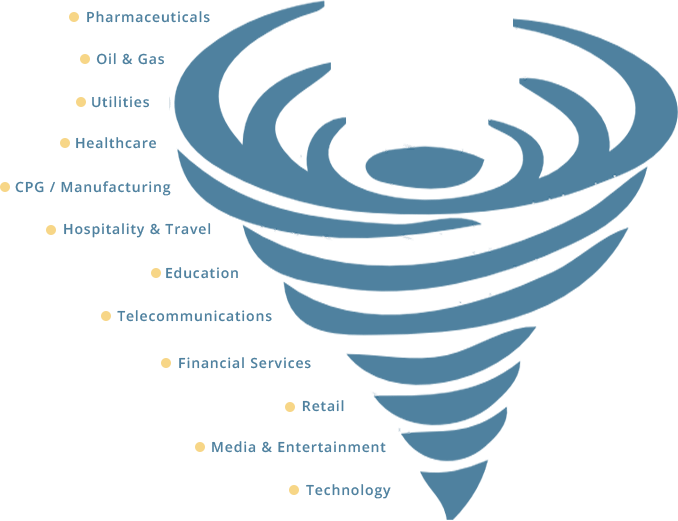 Pharmaceuticals
Oil & Gas
Utilities
Healthcare
CPG / Manufacturing
Hospitality & Travel
Education
Telecommunications
Financial Services
Retail
Media & Entertainment
Technology